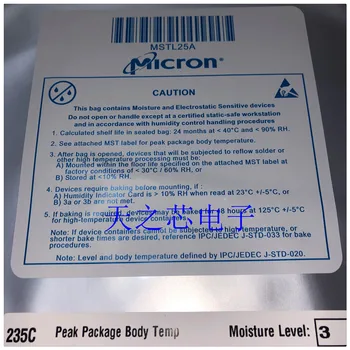 MSTL25A
Micron
CAUTION
This bag contains Moisture and Electrostatic Sensitive devices
Do not open or handle except at a certified static-safe workstation
and in accordance with humidity control handling procedures
1. Calculated shelf life in sealed bag: 24 months at < 40°C and < 90% RH.
2. See attached MST label for package peak body temperature.
3. After bag is opened, devices that will be subjected to reflow solder or
other high temperature processing must be:
A) Mounted within the floor life specified on the attached MST label at
factory conditions of < 30°C / 60% RH, or
B) Stored at <10% RH.
4. Devices require baking before mounting, if :
A) Humidity Indicator Card is > 10% RH when read at 23°C +/-5°C, or
B) 3a or 3b are not met.
5. If baking is required, devices may be baked for 48 hours at 125°C +/-5°C
for high-temperature device containers
天之芯电子
Note: If device containers cannot be subjected to high temperature, or
shorter bake times are desired, reference IPC/JEDEC J-STD-033 for
bake conditions.
Note: Level and body temperature defined by IPC/JEDEC J-STD-020.
235C Peak Package Body Temp Moisture Level: 3